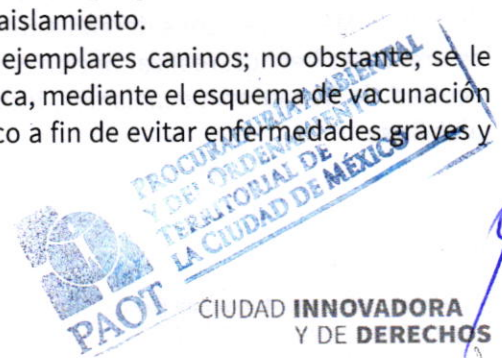 aislamiento.
ejemplares caninos; no obstante, se le
ca, mediante el esquema de vacunación
co a fin de evitar enfermedades graves y
PROCURADURÍA AMBIENTAL
Y DEL ORDENAMIENTO
TERRITORIAL DE
LA CIUDAD DE MÉXICO
PAOT
CIUDAD INNOVADORA
Y DE DERECHOS